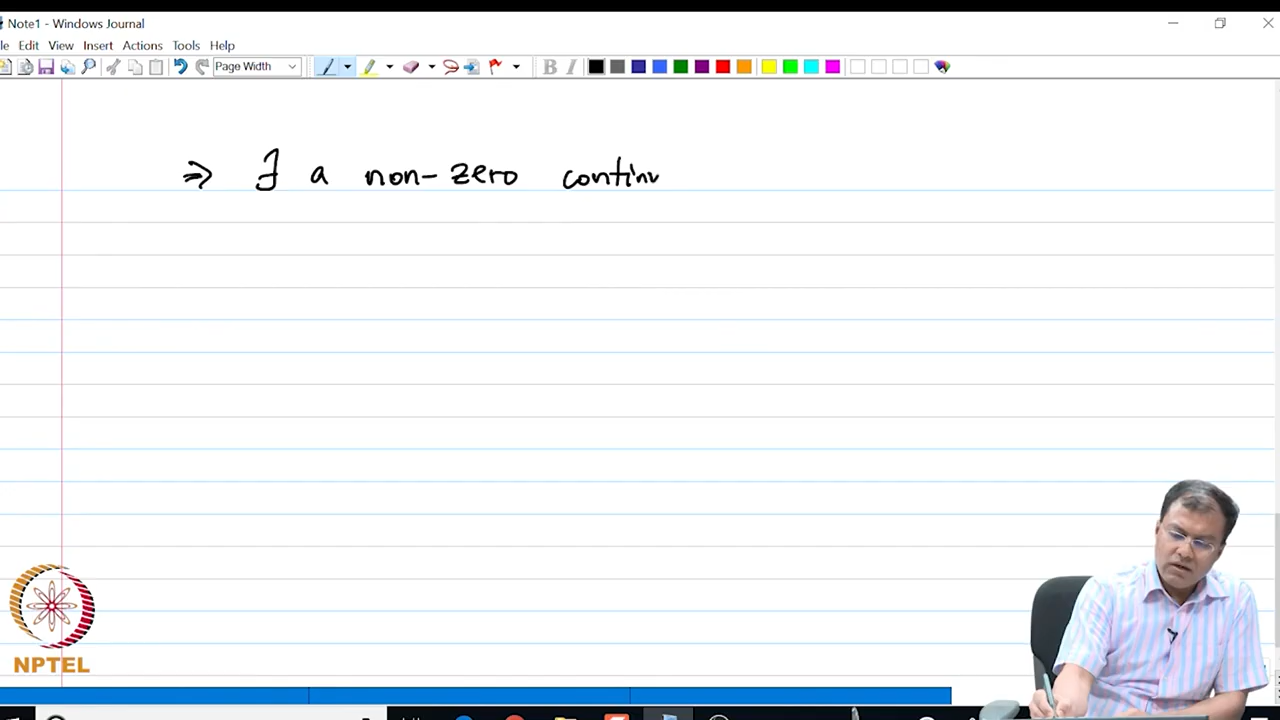 Note1 - Windows Journal
le Edit View Insert Actions Tools Help
Page Width B I
⇒ ∃ a non-zero continu
NPTEL